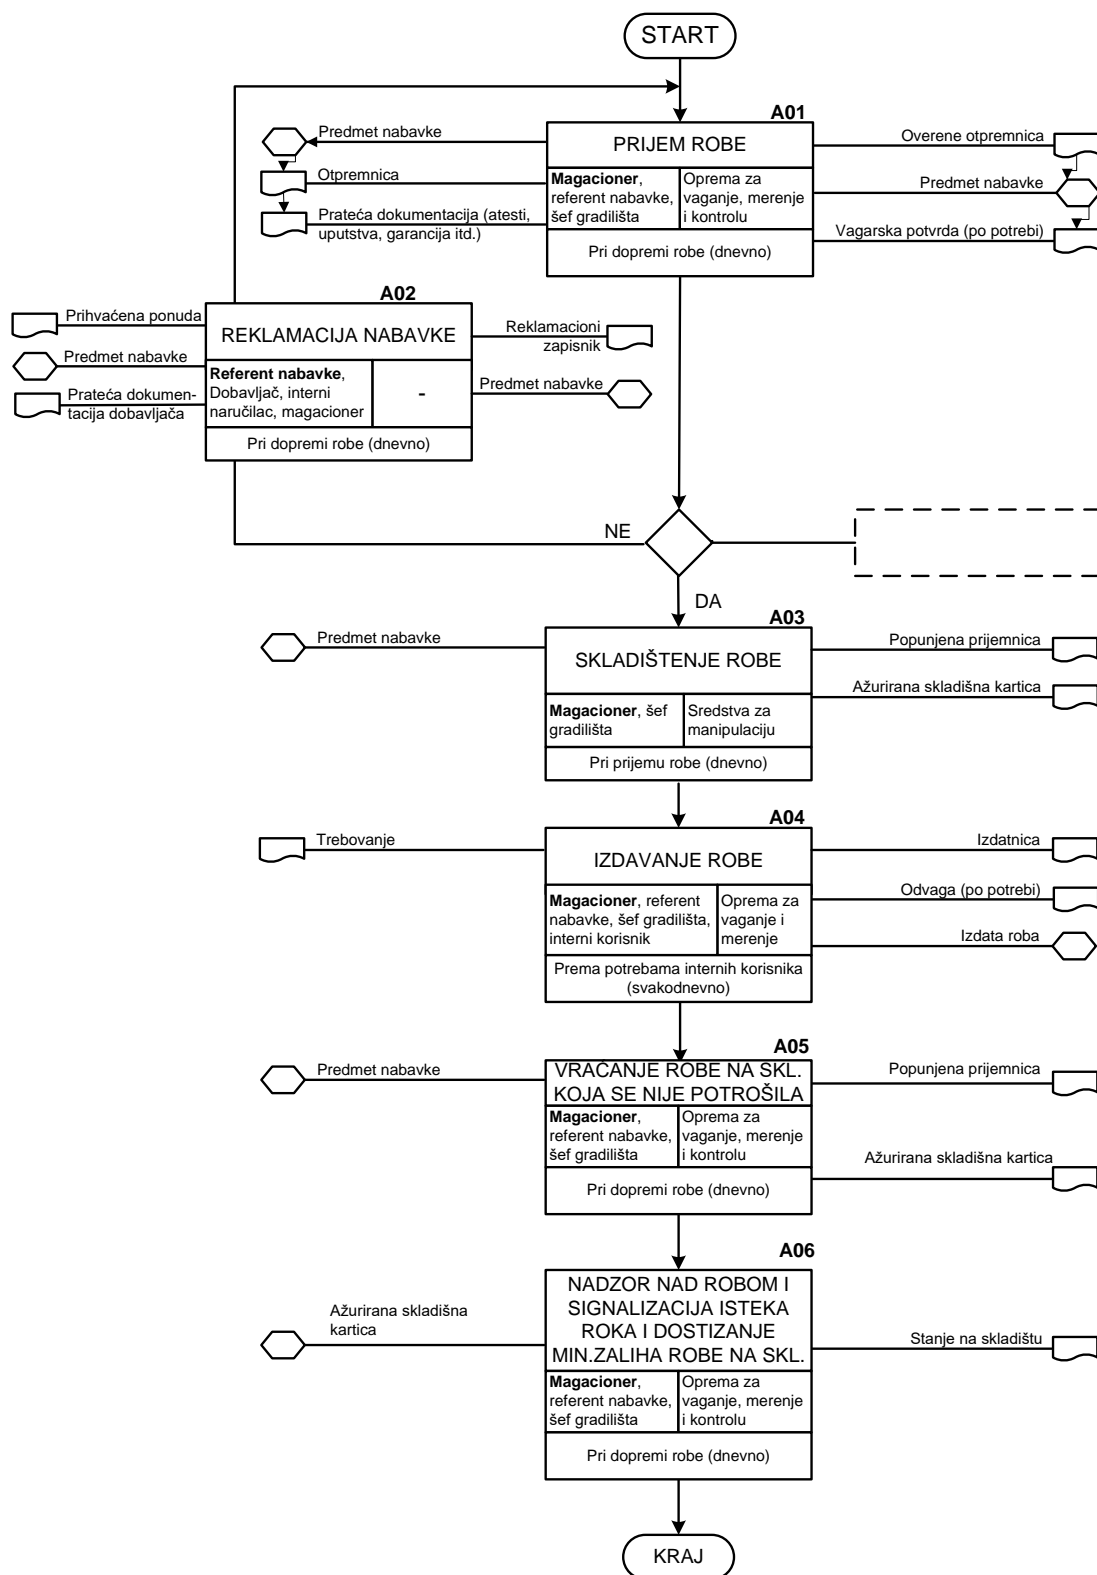 START
A01
Predmet nabavke
PRIJEM ROBE
Overene otpremnica
Otpremnica
Magacioner,
referent nabavke,
šef gradilišta
Oprema za
vaganje, merenje
i kontrolu
Predmet nabavke
Prateća dokumentacija (atesti,
uputstva, garancija itd.)
Vagarska potvrda (po potrebi)
Pri dopremi robe (dnevno)
A02
Prihvaćena ponuda
REKLAMACIJA NABAVKE
Reklamacioni
zapisnik
Predmet nabavke
Referent nabavke,
Dobavljač, interni
naručilac, magacioner
-
Predmet nabavke
Prateća dokumen-
tacija dobavljača
Pri dopremi robe (dnevno)
NE
DA
A03
Predmet nabavke
SKLADIŠTENJE ROBE
Popunjena prijemnica
Ažurirana skladišna kartica
Magacioner, šef
gradilišta
Sredstva za
manipulaciju
Pri prijemu robe (dnevno)
A04
Trebovanje
IZDAVANJE ROBE
Izdatnica
Magacioner, referent
nabavke, šef gradilišta,
interni korisnik
Oprema za
vaganje i
merenje
Odvaga (po potrebi)
Izdata roba
Prema potrebama internih korisnika
(svakodnevno)
A05
Predmet nabavke
VRAĆANJE ROBE NA SKL.
KOJA SE NIJE POTROŠILA
Popunjena prijemnica
Magacioner,
referent nabavke,
šef gradilišta
Oprema za
vaganje, merenje
i kontrolu
Ažurirana skladišna kartica
Pri dopremi robe (dnevno)
A06
Ažurirana skladišna
kartica
NADZOR NAD ROBOM I
SIGNALIZACIJA ISTEKA
ROKA I DOSTIZANJE
MIN.ZALIHA ROBE NA SKL.
Stanje na skladištu
Magacioner,
referent nabavke,
šef gradilišta
Oprema za
vaganje, merenje
i kontrolu
Pri dopremi robe (dnevno)
KRAJ